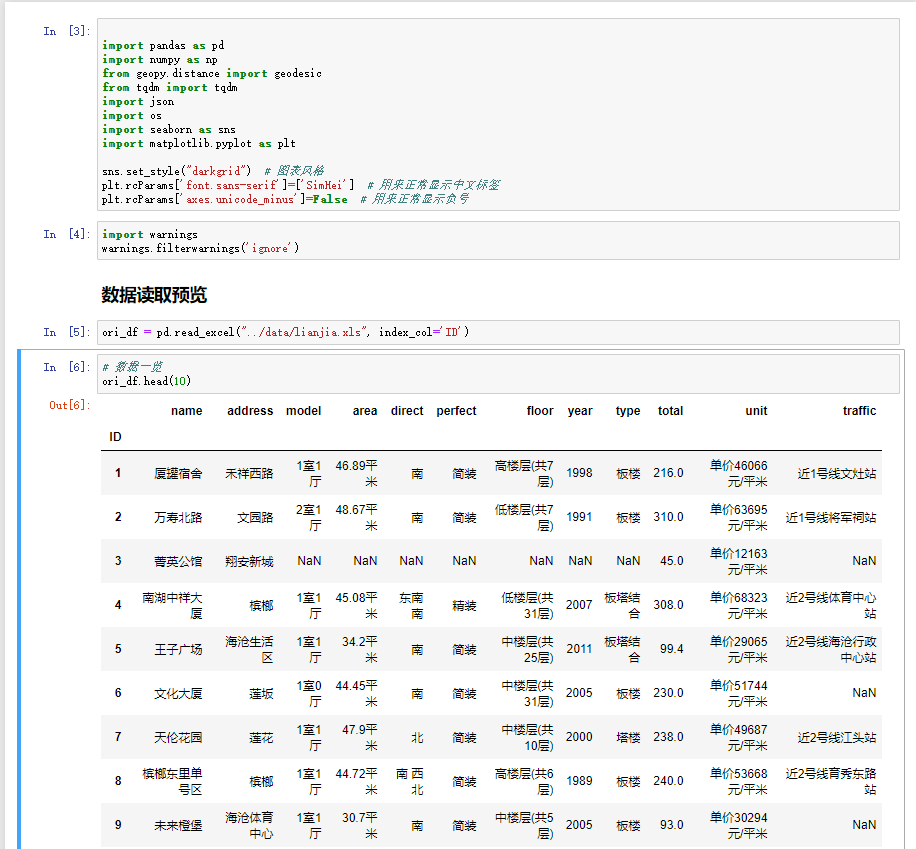 In [3]:
import pandas as pd
import numpy as np
from geopy.distance import geodesic
from tqdm import tqdm
import json
import os
import seaborn as sns
import matplotlib.pyplot as plt
sns.set_style("darkgrid")  # 图表风格
plt.rcParams['font.sans-serif']=['SimHei']  # 用来正常显示中文标签
plt.rcParams['axes.unicode_minus']=False  # 用来正常显示负号
In [4]:
import warnings
warnings.filterwarnings('ignore')
数据读取预览
In [5]:
ori_df = pd.read_excel("../data/lianjia.xls", index_col='ID')
In [6]:
# 数据一览
ori_df.head(10)
Out[6]:
name address model area direct perfect floor year type total unit traffic
ID
1 厦罐宿舍 禾祥西路 1室1厅 46.89平米 南 简装 高楼层(共7层) 1998 板楼 216.0 单价46066元/平米 近1号线文灶站
2 万寿北路 文园路 2室1厅 48.67平米 南 简装 低楼层(共7层) 1991 板楼 310.0 单价63695元/平米 近1号线将军祠站
3 菁英公馆 翔安新城 NaN NaN NaN NaN NaN NaN NaN 45.0 单价12163元/平米 NaN
4 南湖中祥大厦 槟榔 1室1厅 45.08平米 东南 南 精装 低楼层(共31层) 2007 板塔结合 308.0 单价68323元/平米 近2号线体育中心站
5 王子广场 海沧生活区 1室1厅 34.2平米 南 简装 中楼层(共25层) 2011 板塔结合 99.4 单价29065元/平米 近2号线海沧行政中心站
6 文化大厦 莲坂 1室0厅 44.45平米 南 简装 中楼层(共31层) 2005 板楼 230.0 单价51744元/平米 NaN
7 天伦花园 莲花 1室1厅 47.9平米 北 简装 中楼层(共10层) 2000 塔楼 238.0 单价49687元/平米 近2号线江头站
8 槟榔东里单号区 槟榔 1室1厅 44.72平米 南 西北 简装 高楼层(共6层) 1989 板楼 240.0 单价53668元/平米 近2号线育秀东路站
9 未来橙堡 海沧体育中心 1室1厅 30.7平米 南 简装 中楼层(共5层) 2005 板楼 93.0 单价30294元/平米 NaN